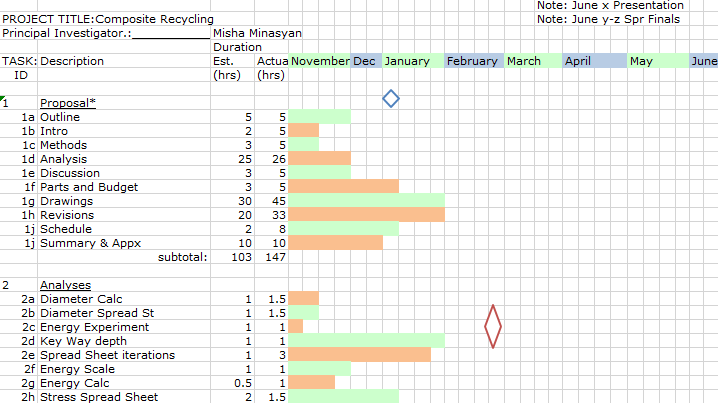 Note: June x Presentation
PROJECT TITLE:Composite Recycling Note: June y-z Spr Finals
Principal Investigator.: Misha Minasyan
Duration
TASK: Description Est. Actua November Dec January February March April May June
ID (hrs) (hrs)
1 Proposal*
1a Outline 5 5
1b Intro 2 5
1c Methods 3 5
1d Analysis 25 26
1e Discussion 3 5
1f Parts and Budget 3 5
1g Drawings 30 45
1h Revisions 20 33
1j Schedule 2 8
1j Summary & Appx 10 10
subtotal: 103 147
2 Analyses
2a Diameter Calc 1 1.5
2b Diameter Spread St 1 1.5
2c Energy Experiment 1 1
2d Key Way depth 1 1
2e Spread Sheet iterations 1 3
2f Energy Scale 1 1
2g Energy Calc 0.5 1
2h Stress Spread Sheet 2 1.5